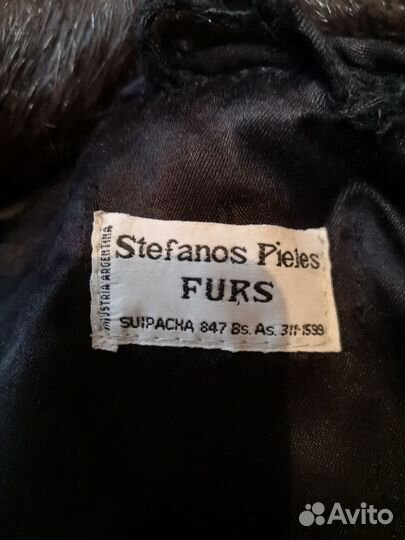 Stefanos Pieles
FURS
SUIPACHA 847 Bs. As. 311-1599
INDUSTRIA ARGENTINA
Avito